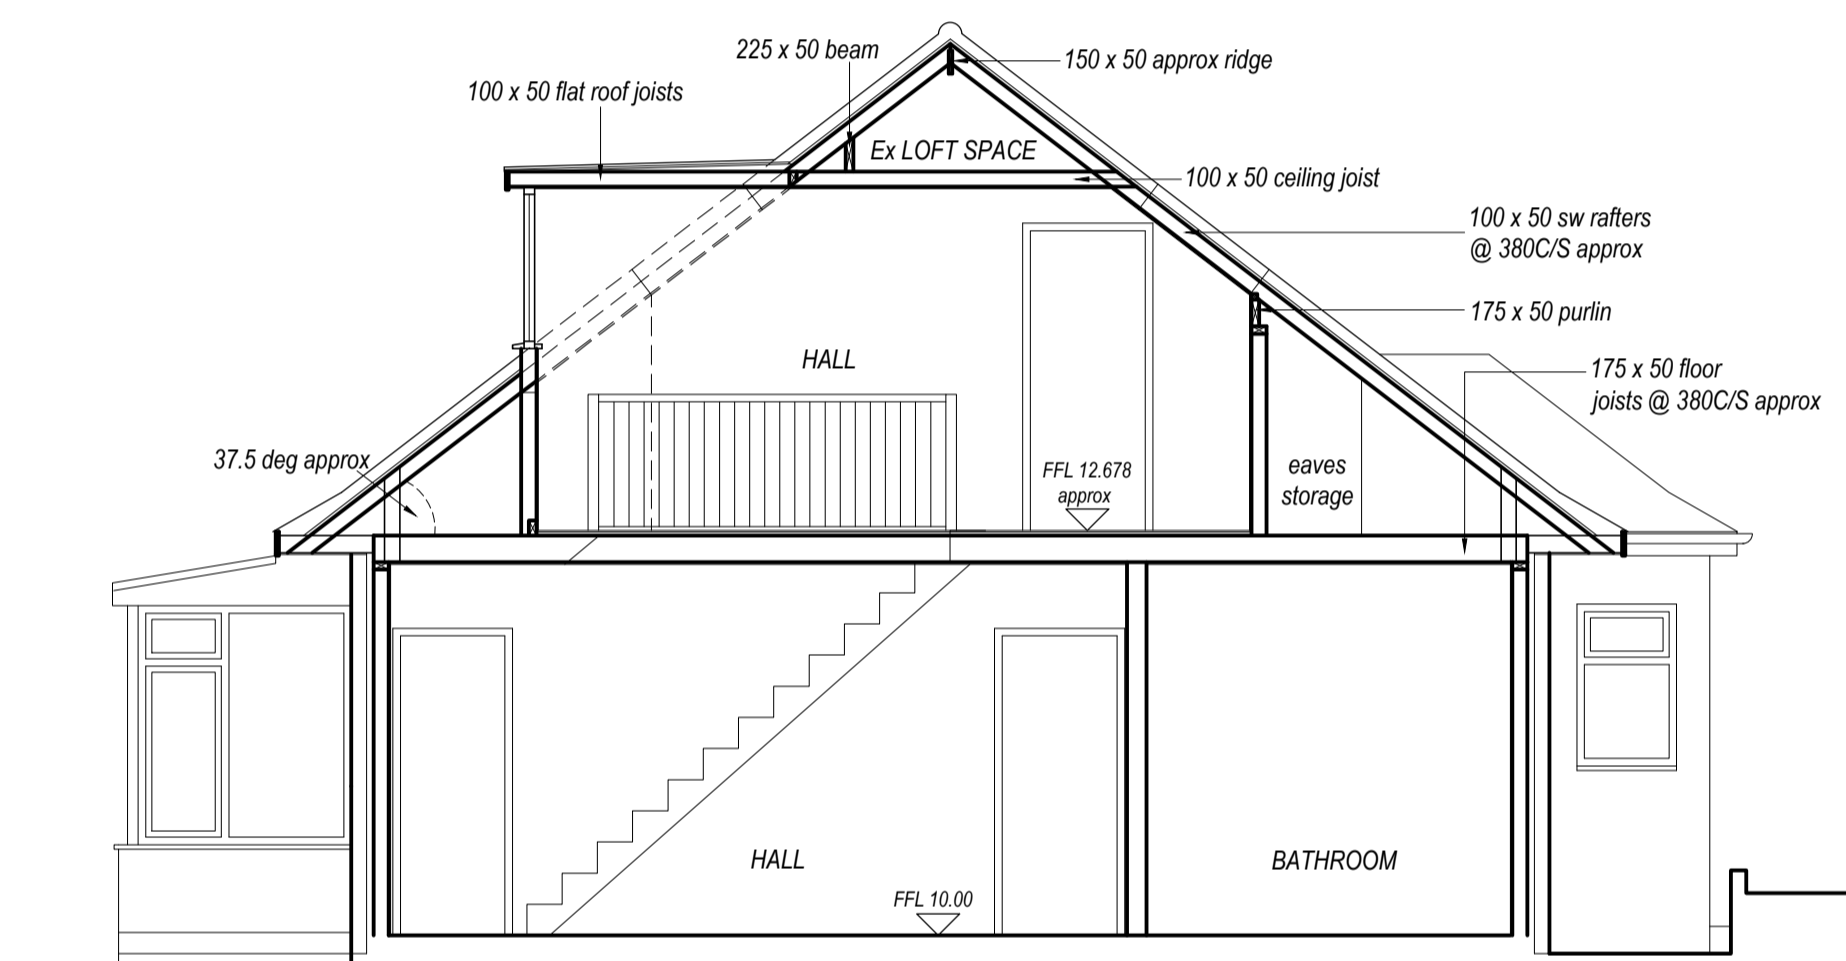 225 x 50 beam
150 x 50 approx ridge
100 x 50 flat roof joists
Ex LOFT SPACE
100 x 50 ceiling joist
100 x 50 sw rafters
@ 380C/S approx
175 x 50 purlin
HALL
175 x 50 floor
joists @ 380C/S approx
37.5 deg approx
FFL 12.678
approx
eaves
storage
HALL
BATHROOM
FFL 10.00